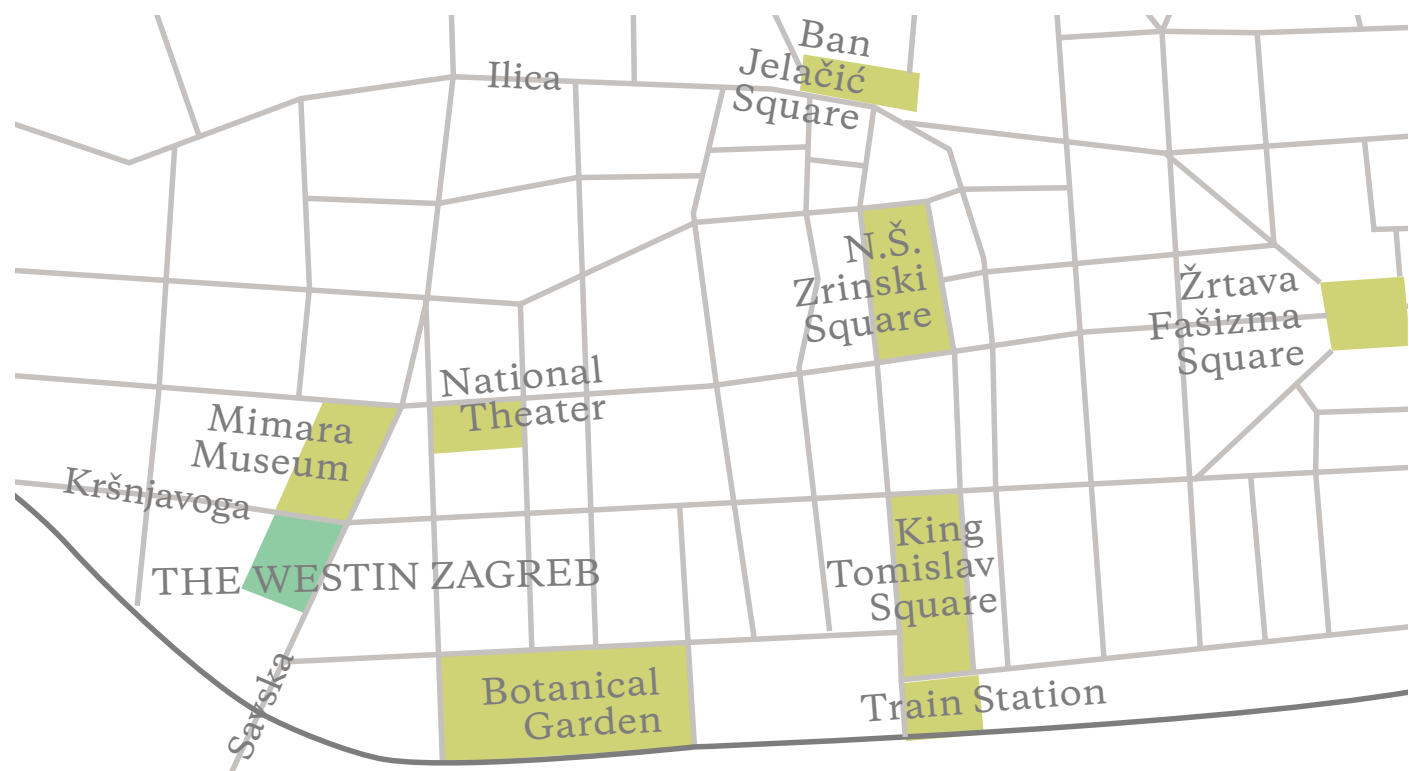 Ban
Jelačić
Square
Ilica
N.Š.
Zrinski
Square
Žrtava
Fašizma
Square
National
Theater
Mimara
Museum
Kršnjavoga
THE WESTIN ZAGREB
King
Tomislav
Square
Savska
Botanical
Garden
Train Station